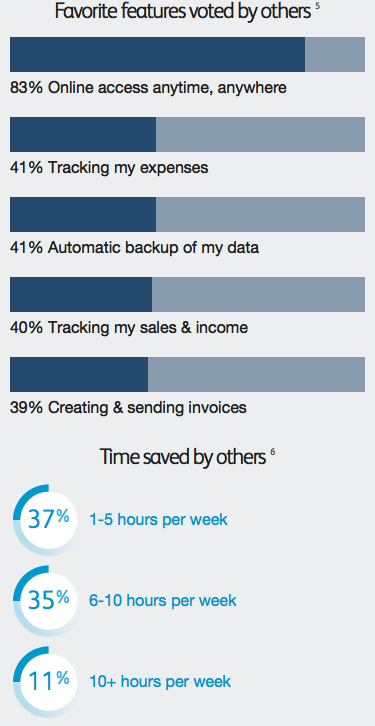 Favorite features voted by others 5
83% Online access anytime, anywhere
41% Tracking my expenses
41% Automatic backup of my data
40% Tracking my sales & income
39% Creating & sending invoices
Time saved by others 6
37% 1-5 hours per week
35% 6-10 hours per week
11% 10+ hours per week